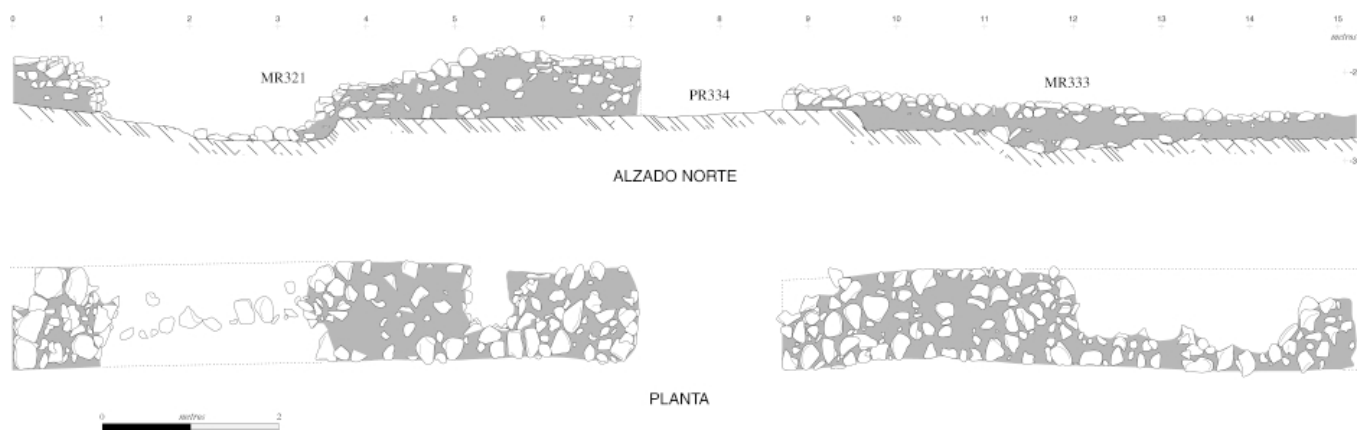 0 1 2 3 4 5 6 7 8 9 10 11 12 13 14 15
metros
-2
MR321
MR333
PR334
-3
ALZADO NORTE
PLANTA
0 metros 2